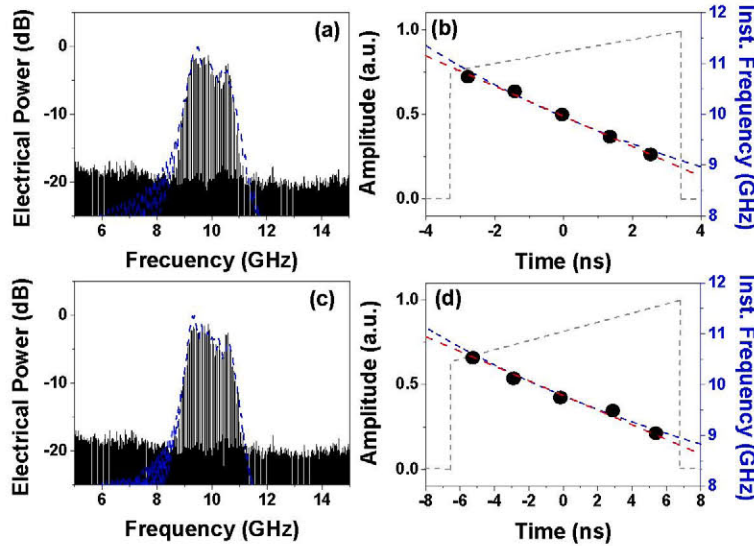 Electrical Power (dB)
0
-10
-20
6 8 10 12 14
Frecuency (GHz)
(a)
Amplitude (a.u.)
1.0
0.5
0.0
-4 -2 0 2 4
Time (ns)
(b)
12
11
10
9
8
Inst. Frequency (GHz)
Electrical Power (dB)
0
-10
-20
6 8 10 12 14
Frequency (GHz)
(c)
Amplitude (a.u.)
1.0
0.5
0.0
-8 -6 -4 -2 0 2 4 6 8
Time (ns)
(d)
12
11
10
9
8
Inst. Frequency (GHz)